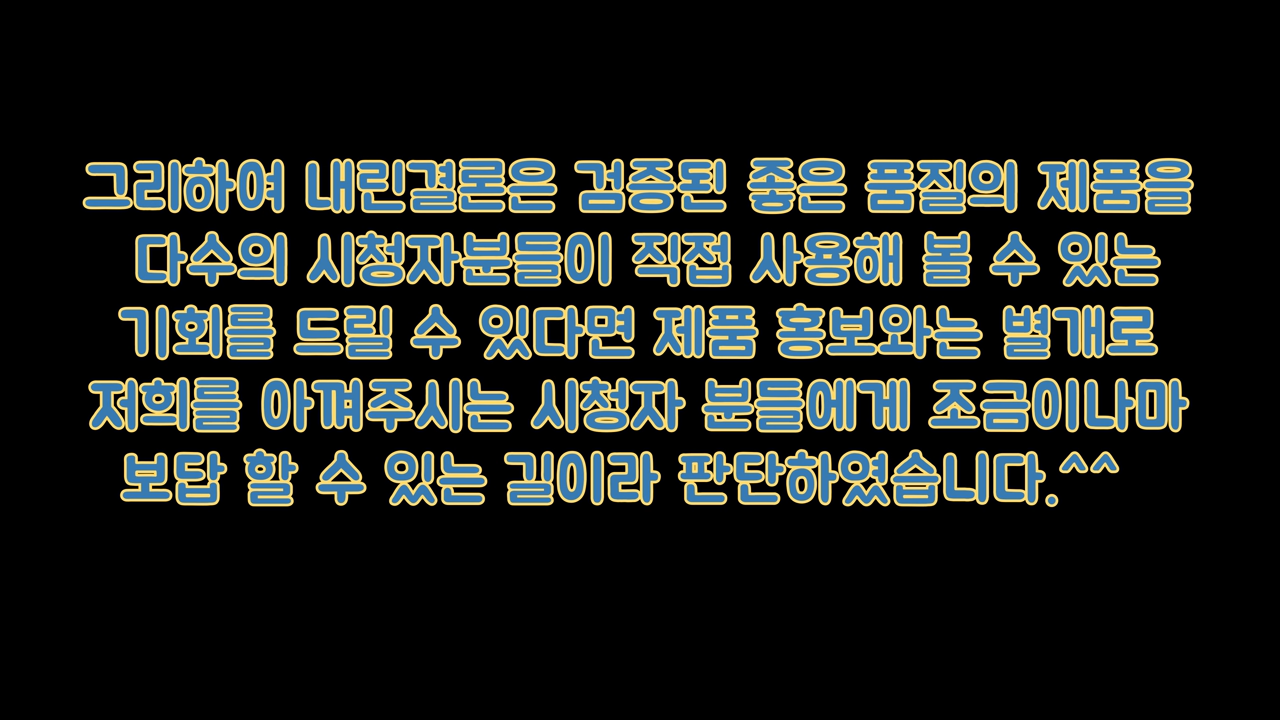 그리하여 내린결론은 검증된 좋은 품질의 제품을
다수의 시청자분들이 직접 사용해 볼 수 있는
기회를 드릴 수 있다면 제품 홍보와는 별개로
저희를 아껴주시는 시청자 분들에게 조금이나마
보답 할 수 있는 길이라 판단하였습니다.^^